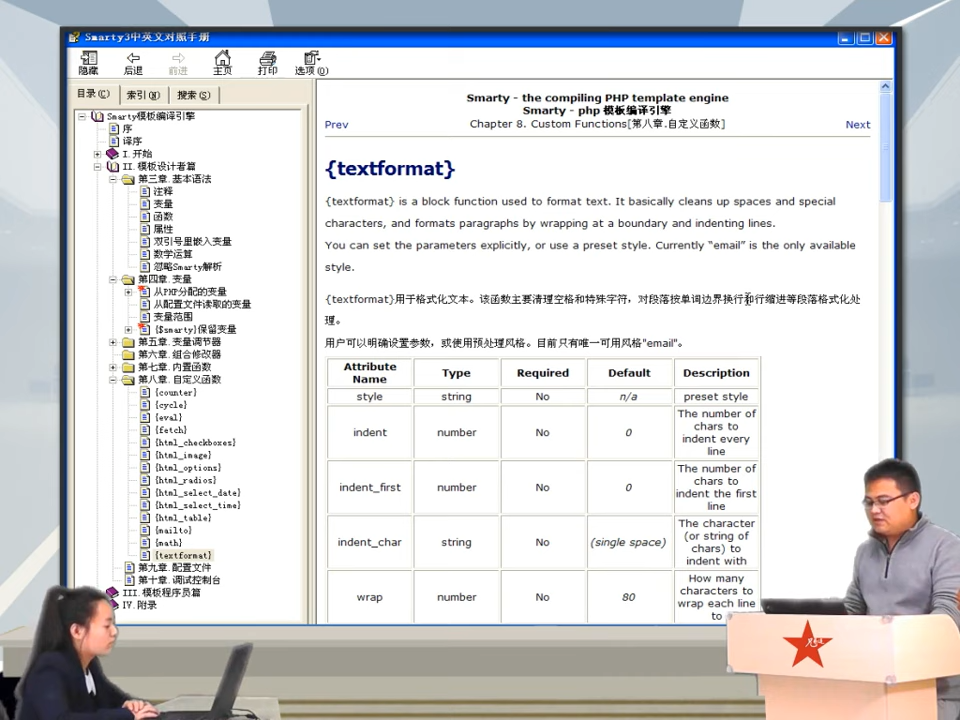 Smarty3中英文对照手册
隐藏
后退
前进
主页
打印
选项(O)
目录(C)
索引(N)
搜索(S)
Smarty模板编译引擎
序
译序
I.开始
II.模板设计者篇
第三章.基本语法
注释
变量
函数
属性
双引号里嵌入变量
数学运算
忽略Smarty解析
第四章.变量
从PHP分配的变量
从配置文件读取的变量
变量范围
{$smarty}保留变量
第五章.变量调节器
第六章.组合修改器
第七章.内置函数
第八章.自定义函数
{counter}
{cycle}
{eval}
{fetch}
{html_checkboxes}
{html_image}
{html_options}
{html_radios}
{html_select_date}
{html_select_time}
{html_table}
{mailto}
{math}
{textformat}
第九章.配置文件
第十章.调试控制台
III.模板程序员篇
IV.附录
Smarty - the compiling PHP template engine
Smarty - php 模板编译引擎
Prev Chapter 8. Custom Functions[第八章.自定义函数] Next
{textformat}
{textformat} is a block function used to format text. It basically cleans up spaces and special
characters, and formats paragraphs by wrapping at a boundary and indenting lines.
You can set the parameters explicitly, or use a preset style. Currently “email” is the only available
style.
{textformat}用于格式化文本。该函数主要清理空格和特殊字符，对段落按单词边界换行和行缩进等段落格式化处
理。
用户可以明确设置参数，或使用预处理风格。目前只有唯一可用风格"email"。
Attribute Name Type Required Default Description
style string No n/a preset style
indent number No 0 The number of chars to indent every line
indent_first number No 0 The number of chars to indent the first line
indent_char string No (single space) The character (or string of chars) to indent with
wrap number No 80 How many characters to wrap each line to